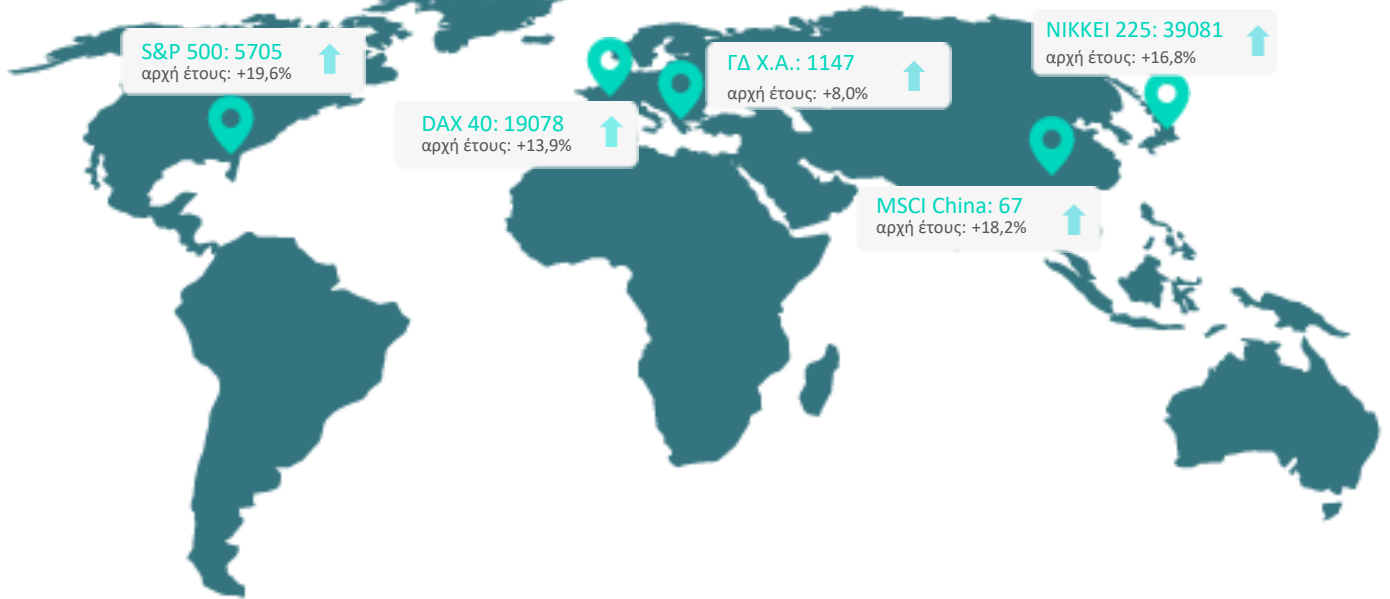 S&P 500: 5705
αρχή έτους: +19,6%
DAX 40: 19078
αρχή έτους: +13,9%
ΓΔ Χ.Α.: 1147
αρχή έτους: +8,0%
NIKKEI 225: 39081
αρχή έτους: +16,8%
MSCI China: 67
αρχή έτους: +18,2%